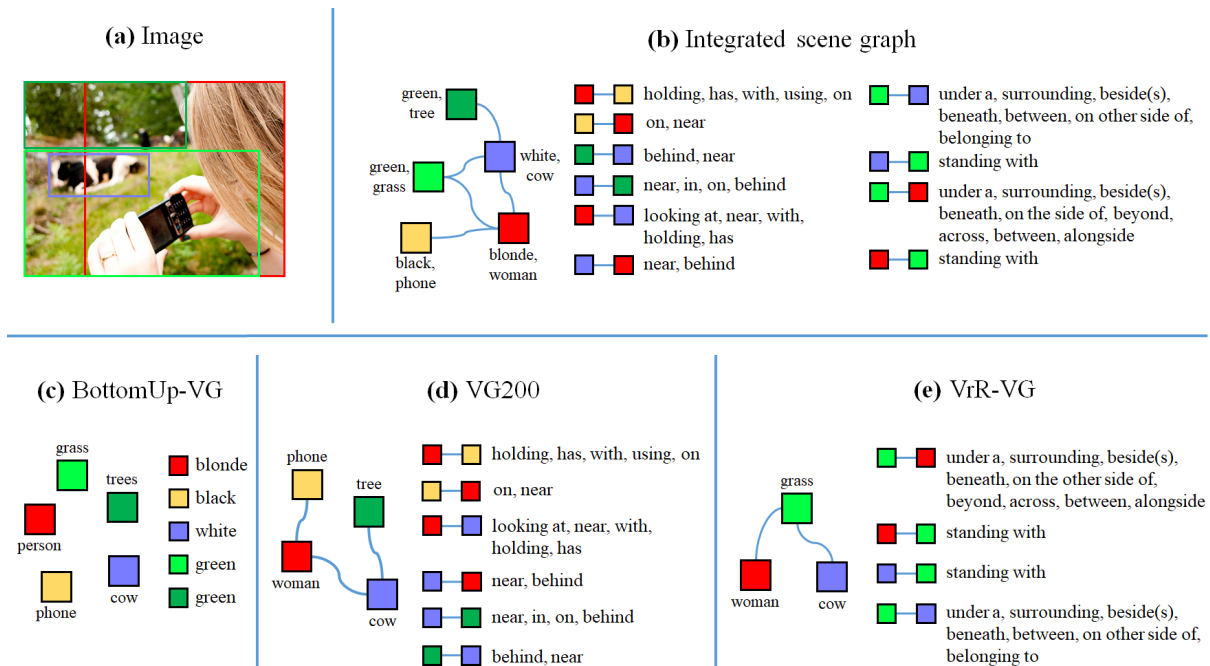 (a) Image
(b) Integrated scene graph
green,
tree
green,
grass
white,
cow
black,
phone
blonde,
woman
holding, has, with, using, on
on, near
behind, near
near, in, on, behind
looking at, near, with,
holding, has
near, behind
under a, surrounding, beside(s),
beneath, between, on other side of,
belonging to
standing with
under a, surrounding, beside(s),
beneath, on the side of, beyond,
across, between, alongside
standing with
(c) BottomUp-VG
grass
trees
person
phone
cow
blonde
black
white
green
green
(d) VG200
phone
tree
woman
cow
holding, has, with, using, on
on, near
looking at, near, with,
holding, has
near, behind
near, in, on, behind
behind, near
(e) VrR-VG
grass
woman
cow
under a, surrounding, beside(s),
beneath, on the other side of,
beyond, across, between, alongside
standing with
standing with
under a, surrounding, beside(s),
beneath, between, on other side of,
belonging to